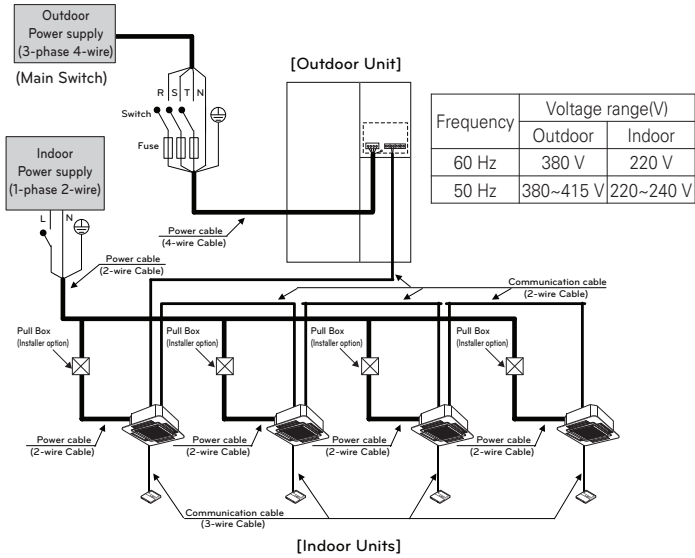 Outdoor
Power supply
(3-phase 4-wire)
(Main Switch)
R S T N
Switch
Fuse
[Outdoor Unit]
Frequency
Voltage range(V)
Outdoor Indoor
60 Hz 380 V 220 V
50 Hz 380~415 V 220~240 V
Indoor
Power supply
(1-phase 2-wire)
L N
Power cable
(4-wire Cable)
Power cable
(2-wire Cable)
Communication cable
(2-wire Cable)
Pull Box
(Installer option)
Pull Box
(Installer option)
Pull Box
(Installer option)
Pull Box
(Installer option)
Power cable
(2-wire Cable)
Power cable
(2-wire Cable)
Power cable
(2-wire Cable)
Power cable
(2-wire Cable)
Communication cable
(3-wire Cable)
[Indoor Units]